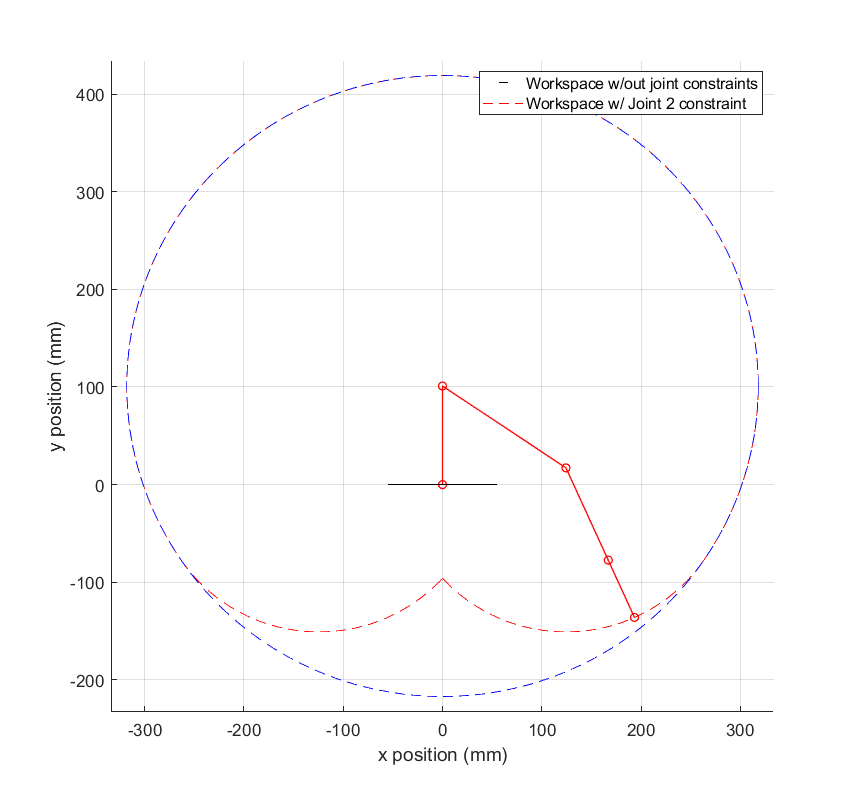 Workspace w/out joint constraints
Workspace w/ Joint 2 constraint
400
300
200
100
0
-100
-200
y position (mm)
-300 -200 -100 0 100 200 300
x position (mm)